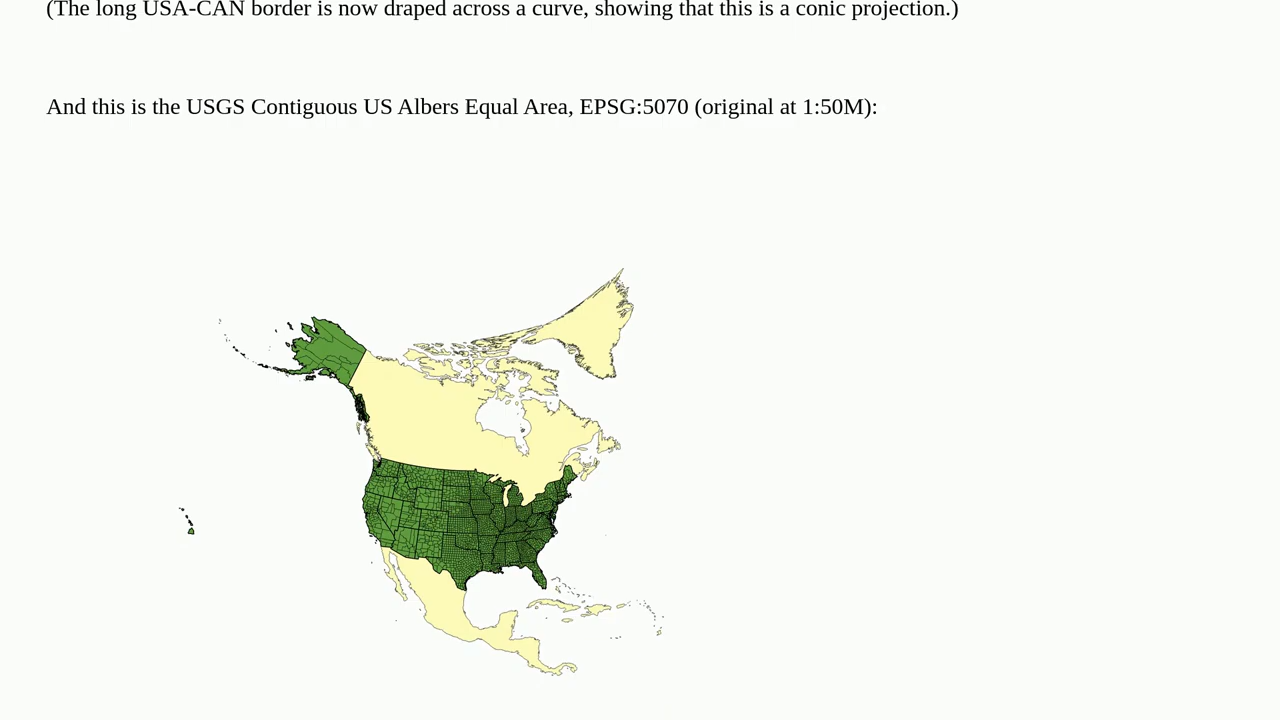 (The long USA-CAN border is now draped across a curve, showing that this is a conic projection.)
And this is the USGS Contiguous US Albers Equal Area, EPSG:5070 (original at 1:50M):